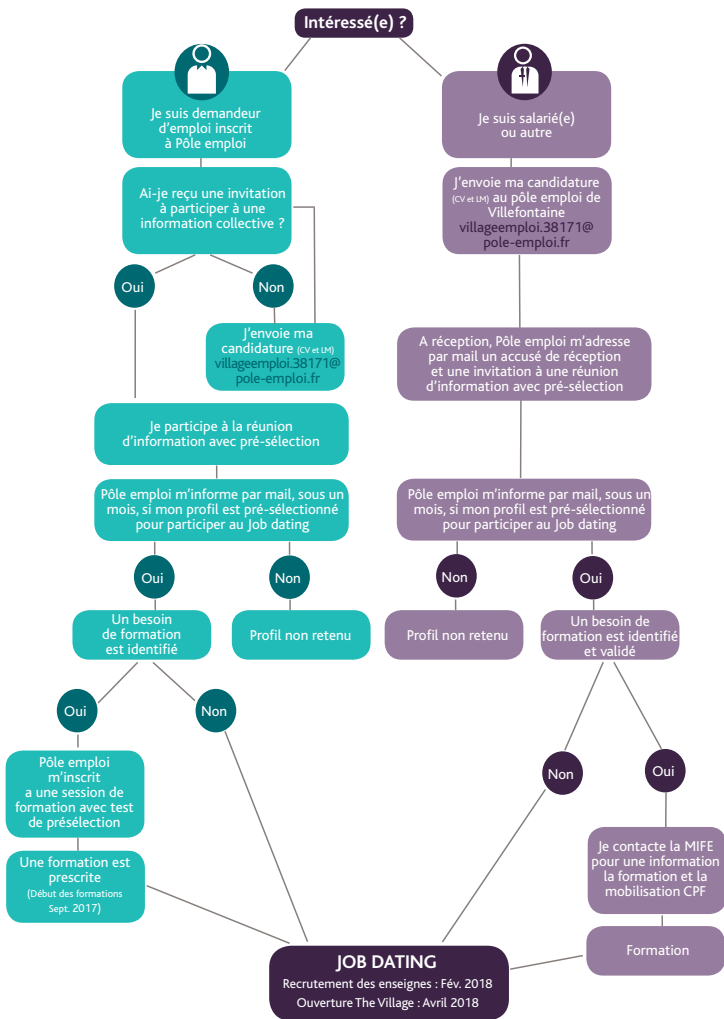 Intéressé(e) ?
Je suis demandeur
d'emploi inscrit
à Pôle emploi
Je suis salarié(e)
ou autre
Ai-je reçu une invitation
à participer à une
information collective ?
J'envoie ma candidature
(CV et LM) au pôle emploi de
Villefontaine
villageemploi.38171@
pole-emploi.fr
Oui
Non
J'envoie ma
candidature (CV et LM)
villageemploi.38171@
pole-emploi.fr
A réception, Pôle emploi m'adresse
par mail un accusé de réception
et une invitation à une réunion
d'information avec pré-sélection
Je participe à la réunion
d'information avec pré-sélection
Pôle emploi m'informe par mail, sous un
mois, si mon profil est pré-sélectionné
pour participer au Job dating
Pôle emploi m'informe par mail, sous un
mois, si mon profil est pré-sélectionné
pour participer au Job dating
Oui
Non
Non
Oui
Un besoin
de formation
est identifié
Profil non retenu
Profil non retenu
Un besoin de
formation est identifié
et validé
Oui
Non
Non
Oui
Pôle emploi
m'inscrit
a une session de
formation avec test
de présélection
Je contacte la MIFE
pour une information
la formation et la
mobilisation CPF
Une formation est
prescrite
(Début des formations
Sept. 2017)
Formation
JOB DATING
Recrutement des enseignes : Fév. 2018
Ouverture The Village : Avril 2018